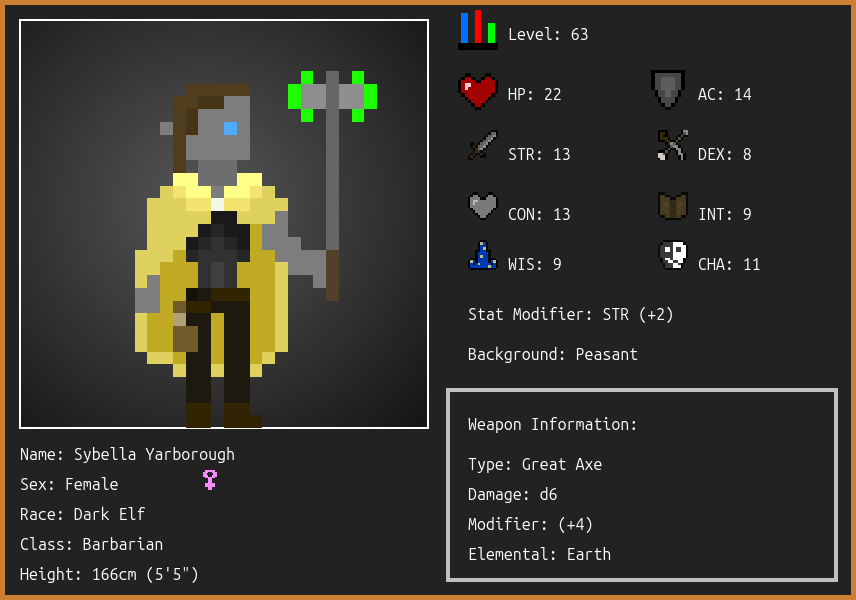 Level: 63
HP: 22
AC: 14
STR: 13
DEX: 8
CON: 13
INT: 9
WIS: 9
CHA: 11
Stat Modifier: STR (+2)
Background: Peasant
Weapon Information:
Type: Great Axe
Damage: d6
Modifier: (+4)
Elemental: Earth
Name: Sybella Yarborough
Sex: Female
Race: Dark Elf
Class: Barbarian
Height: 166cm (5'5")